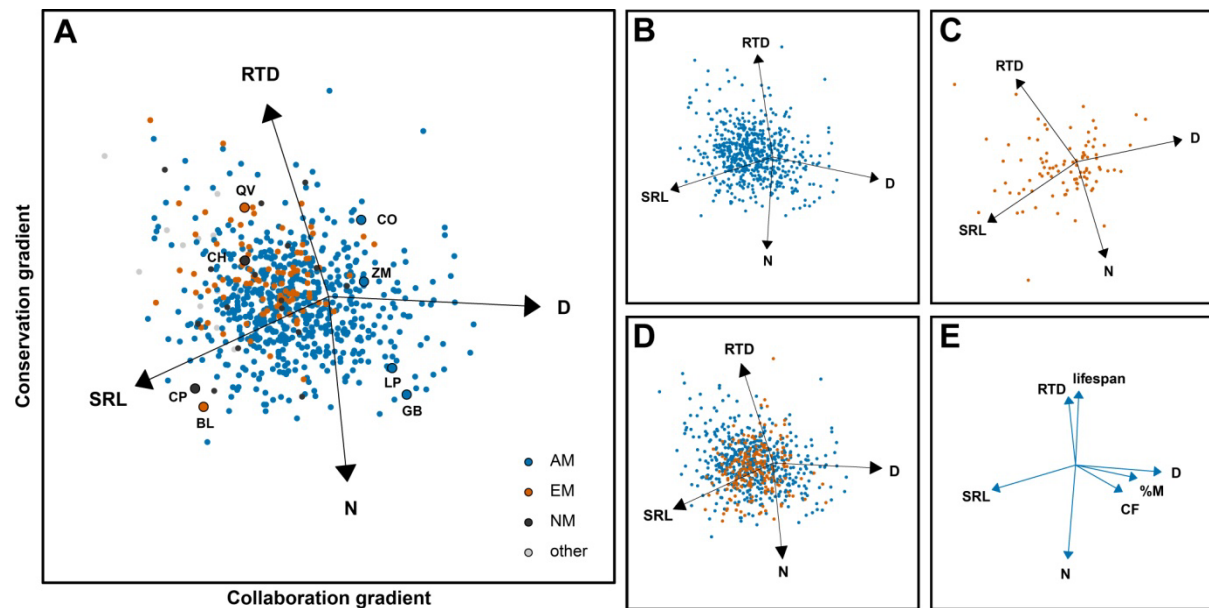 A
RTD
QV
CO
CH
ZM
D
SRL
CP
BL
LP
GB
N
AM
EM
NM
other
Conservation gradient
Collaboration gradient
B
RTD
SRL
D
N
C
RTD
D
SRL
N
D
RTD
D
SRL
N
E
RTD
lifespan
D
%M
SRL
CF
N